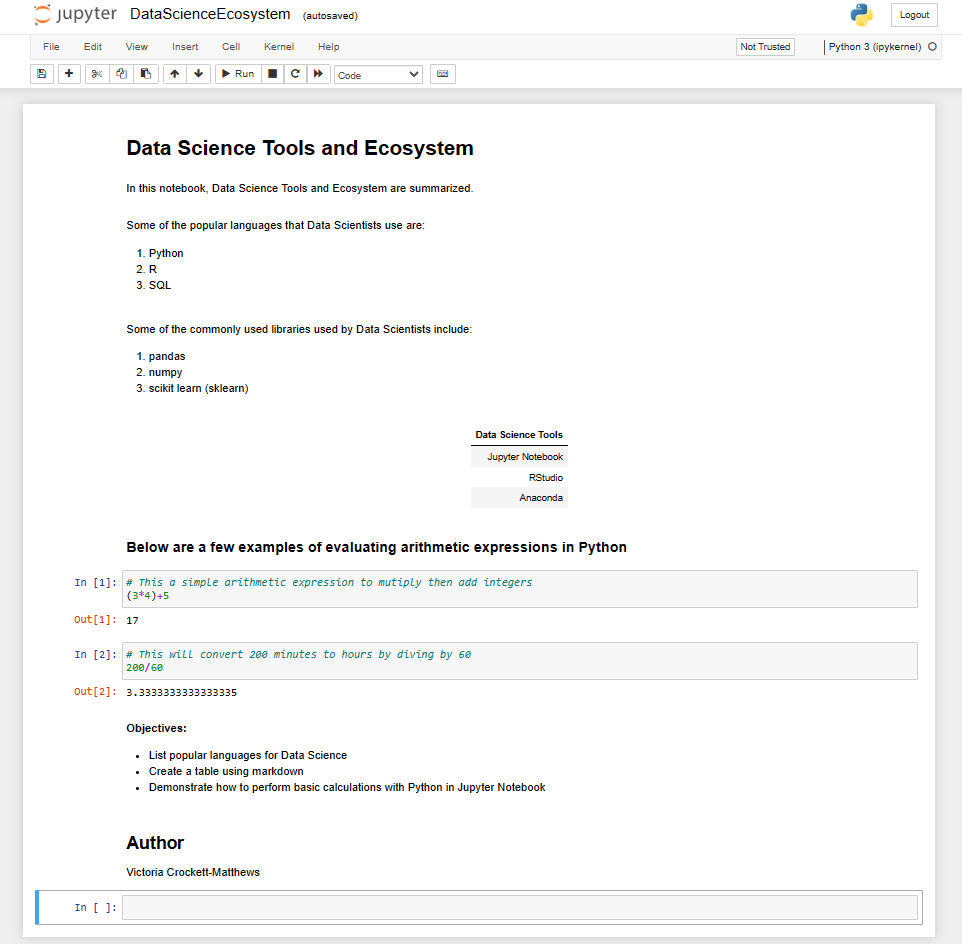 jupyter DataScienceEcosystem (autosaved) Logout
File Edit View Insert Cell Kernel Help Not Trusted Python 3 (ipykernel)
Run Code
Data Science Tools and Ecosystem
In this notebook, Data Science Tools and Ecosystem are summarized.
Some of the popular languages that Data Scientists use are:
1. Python
2. R
3. SQL
Some of the commonly used libraries used by Data Scientists include:
1. pandas
2. numpy
3. scikit learn (sklearn)
Data Science Tools
Jupyter Notebook
RStudio
Anaconda
Below are a few examples of evaluating arithmetic expressions in Python
In [1]: # This a simple arithmetic expression to mutiply then add integers
(3*4)+5
Out[1]: 17
In [2]: # This will convert 200 minutes to hours by diving by 60
200/60
Out[2]: 3.3333333333333335
Objectives:
• List popular languages for Data Science
• Create a table using markdown
• Demonstrate how to perform basic calculations with Python in Jupyter Notebook
Author
Victoria Crockett-Matthews
In [ ]: